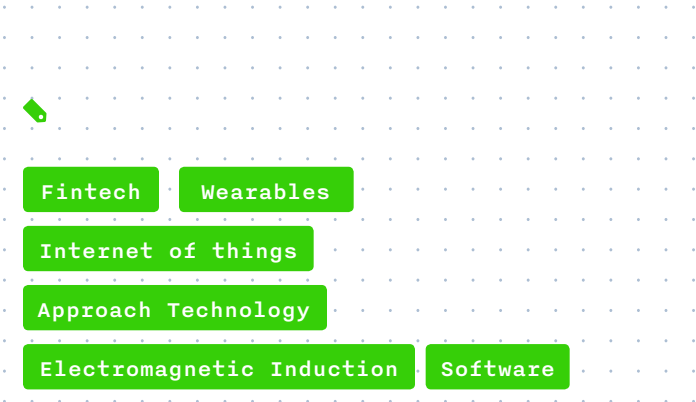 Fintech Wearables
Internet of things
Approach Technology
Electromagnetic Induction Software